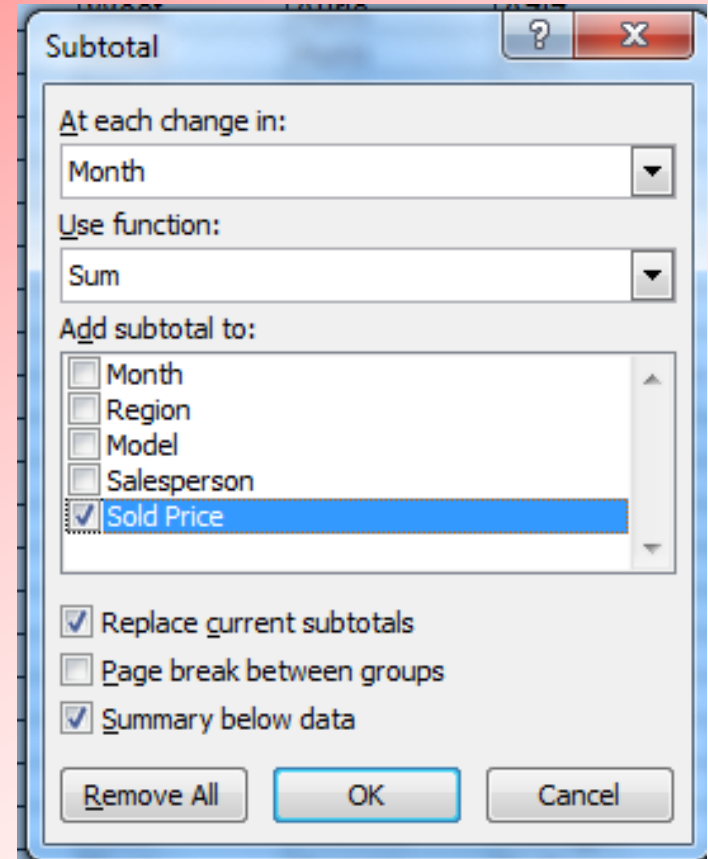 Subtotal
?
At each change in:
Month
Use function:
Sum
Add subtotal to:
Month
Region
Model
Salesperson
Sold Price
Replace current subtotals
Page break between groups
Summary below data
Remove All
OK
Cancel